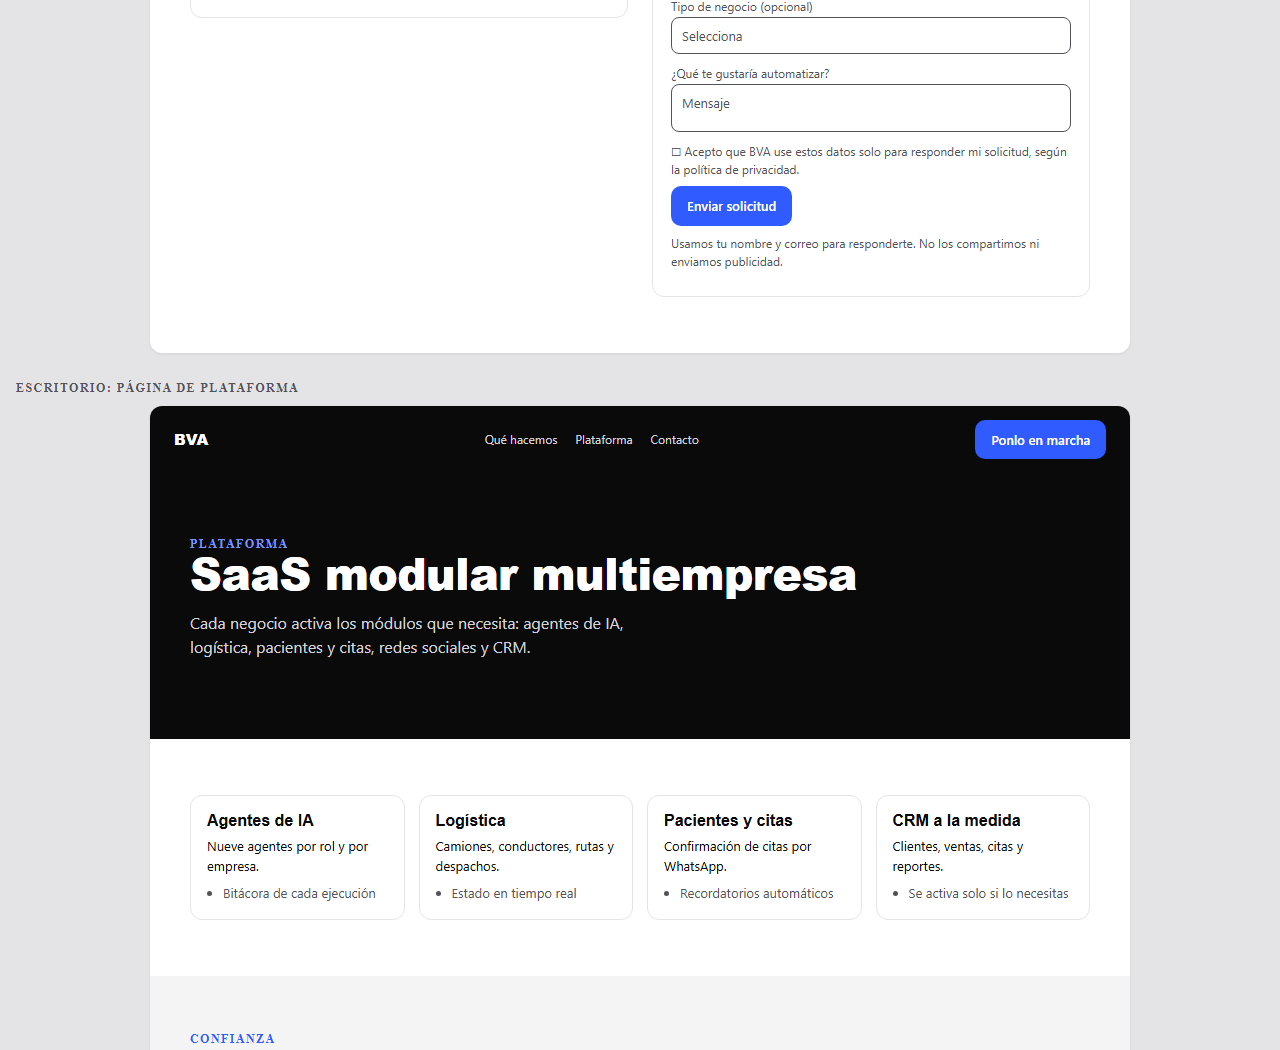 Tipo de negocio (opcional)
Selecciona
¿Qué te gustaría automatizar?
Mensaje
☐ Acepto que BVA use estos datos solo para responder mi solicitud, según
la política de privacidad.
Enviar solicitud
Usamos tu nombre y correo para responderte. No los compartimos ni
enviamos publicidad.
ESCRITORIO: PÁGINA DE PLATAFORMA
BVA
Qué hacemos Plataforma Contacto
Ponlo en marcha
PLATAFORMA
SaaS modular multiempresa
Cada negocio activa los módulos que necesita: agentes de IA,
logística, pacientes y citas, redes sociales y CRM.
Agentes de IA
Nueve agentes por rol y por
empresa.
• Bitácora de cada ejecución
Logística
Camiones, conductores, rutas y
despachos.
• Estado en tiempo real
Pacientes y citas
Confirmación de citas por
WhatsApp.
• Recordatorios automáticos
CRM a la medida
Clientes, ventas, citas y
reportes.
• Se activa solo si lo necesitas
CONFIANZA